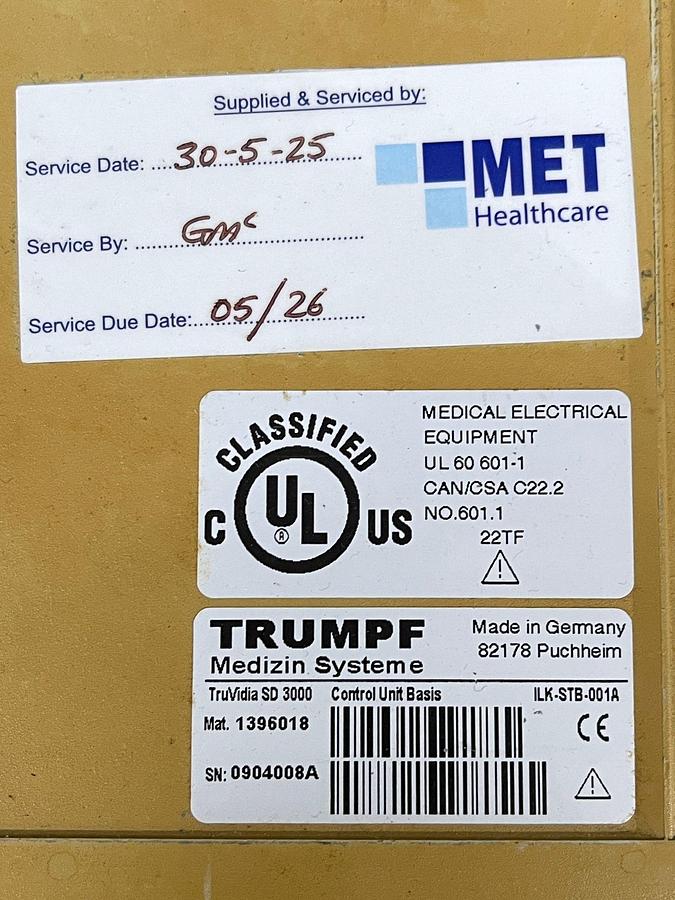 Supplied & Serviced by:
Service Date: ....30-5-25.....
MET
Healthcare
Service By: ....Gmc....
Service Due Date:....05/26....
CLASSIFIED
C UL US
®
MEDICAL ELECTRICAL
EQUIPMENT
UL 60 601-1
CAN/CSA C22.2
NO.601.1
22TF
TRUMPF
Medizin Systeme
Made in Germany
82178 Puchheim
TruVidia SD 3000 Control Unit Basis ILK-STB-001A
Mat. 1396018
CE
SN: 0904008A